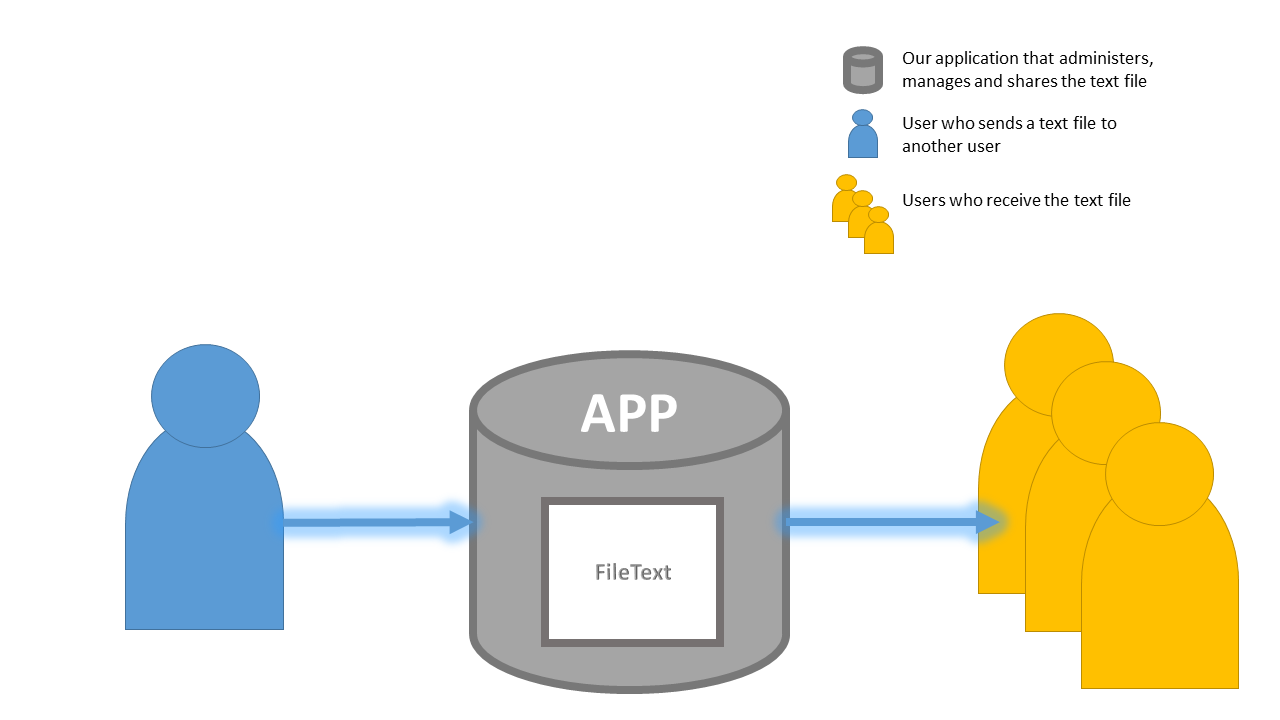 Our application that administers,
manages and shares the text file
User who sends a text file to
another user
Users who receive the text file
APP
FileText